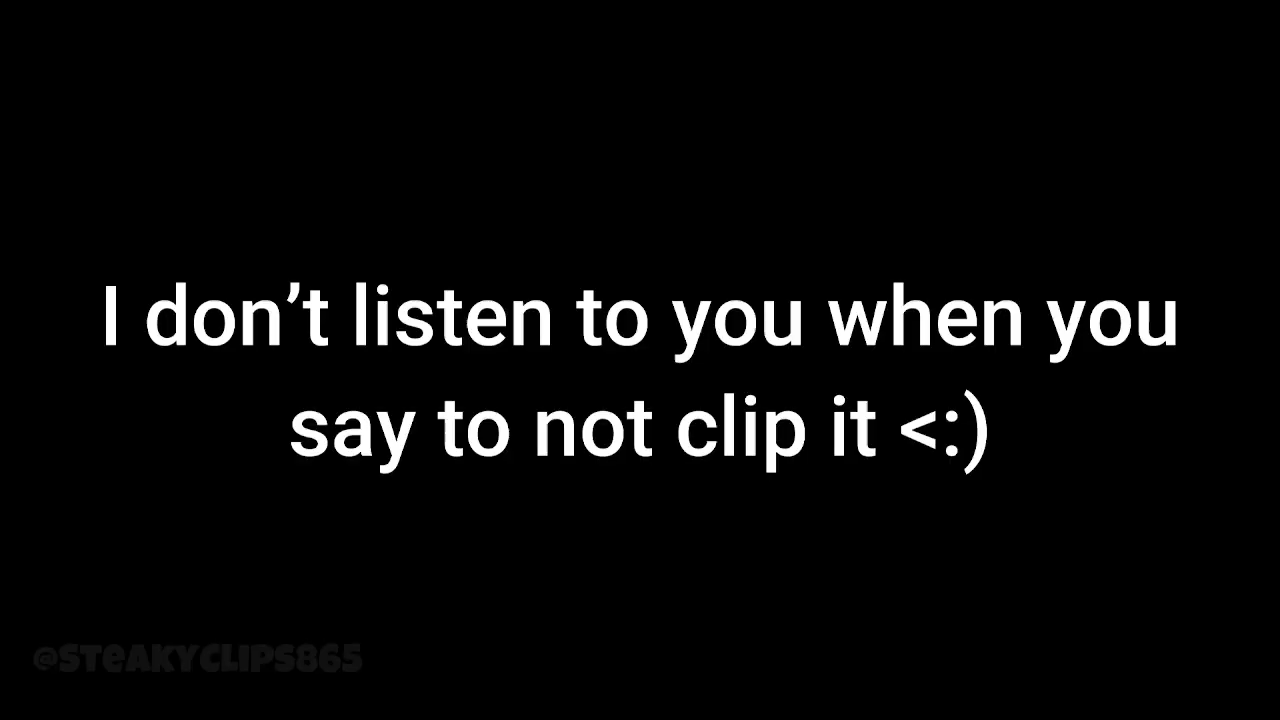 I don’t listen to you when you
say to not clip it <:)
@STEAKYCLIPS865